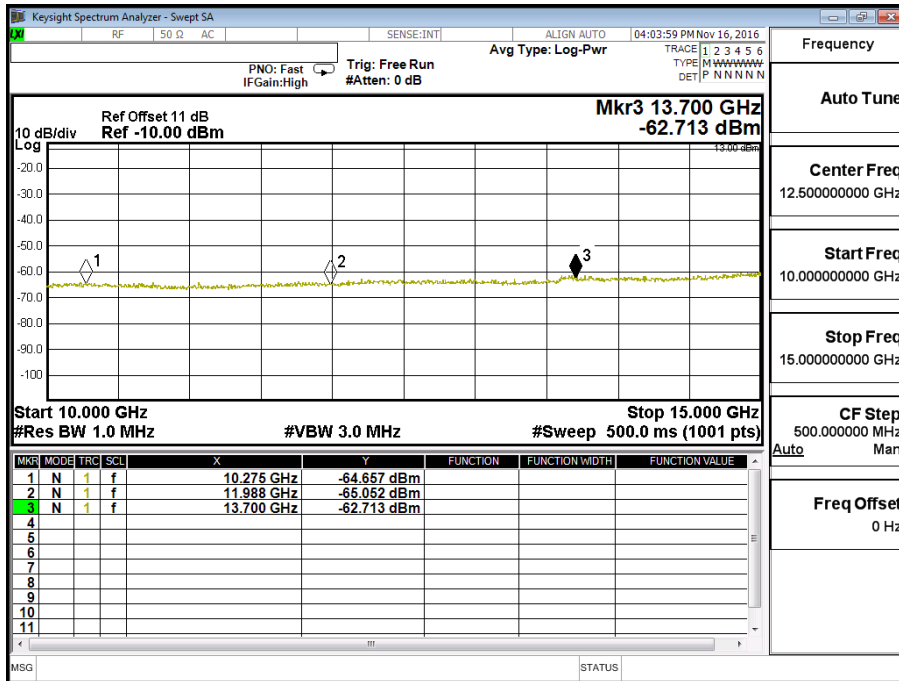 Keysight Spectrum Analyzer - Swept SA
LXI RF 50 Ω AC SENSE:INT ALIGN AUTO 04:03:59 PM Nov 16, 2016
Frequency
Avg Type: Log-Pwr
TRACE 1 2 3 4 5 6
TYPE M WWWWW
DET P N N N N N
PNO: Fast
IFGain:High
Trig: Free Run
#Atten: 0 dB
Auto Tune
Center Freq
12.500000000 GHz
Start Freq
10.000000000 GHz
Stop Freq
15.000000000 GHz
CF Step
500.000000 MHz
Auto Man
Freq Offset
0 Hz
Mkr3 13.700 GHz
-62.713 dBm
Ref Offset 11 dB
10 dB/div Ref -10.00 dBm
Log
13.00 dBm
-20.0
-30.0
-40.0
-50.0
-60.0
-70.0
-80.0
-90.0
-100
1
2
3
Start 10.000 GHz Stop 15.000 GHz
#Res BW 1.0 MHz #VBW 3.0 MHz #Sweep 500.0 ms (1001 pts)
MKR MODE TRC SCL X Y FUNCTION FUNCTION WIDTH FUNCTION VALUE
1 N 1 f 10.275 GHz -64.657 dBm
2 N 1 f 11.988 GHz -65.052 dBm
3 N 1 f 13.700 GHz -62.713 dBm
4
5
6
7
8
9
10
11
MSG STATUS